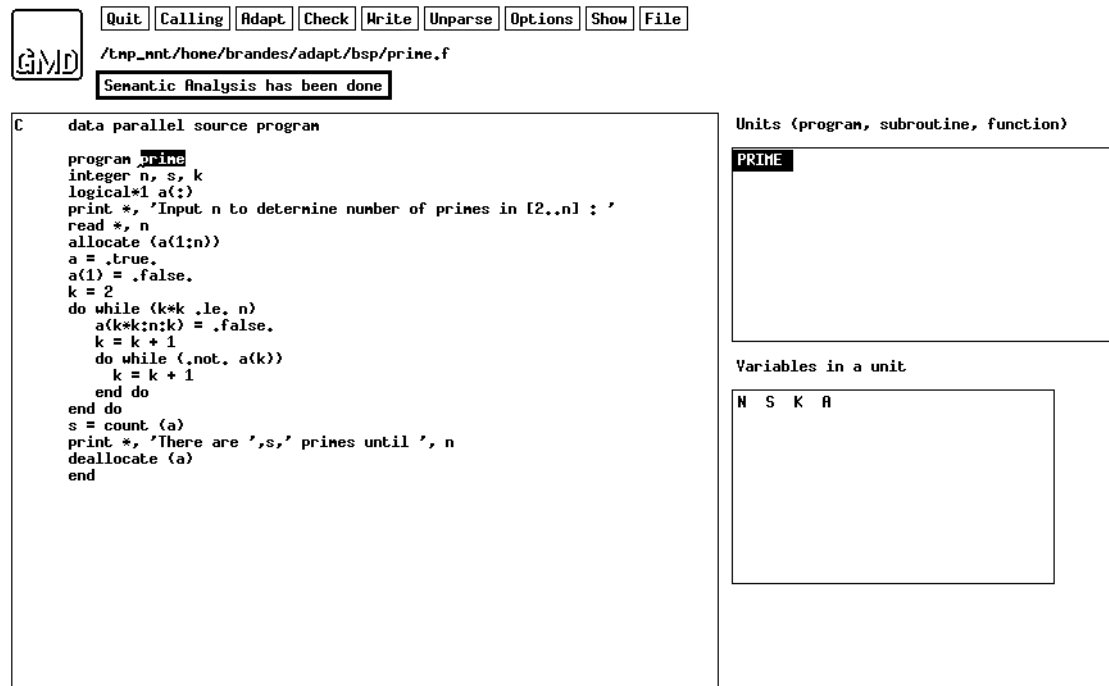 GMD
Quit Calling Adapt Check Write Unparse Options Show File
/tmp_mnt/home/brandes/adapt/bsp/prime.f
Semantic Analysis has been done
C     data parallel source program
      program prime
      integer n, s, k
      logical*1 a(:)
      print *, 'Input n to determine number of primes in [2..n] : '
      read *, n
      allocate (a(1:n))
      a = .true.
      a(1) = .false.
      k = 2
      do while (k*k .le. n)
         a(k*k:n:k) = .false.
         k = k + 1
         do while (.not. a(k))
           k = k + 1
         end do
      end do
      s = count (a)
      print *, 'There are ',s,' primes until ', n
      deallocate (a)
      end
Units (program, subroutine, function)
PRIME
Variables in a unit
N S K A